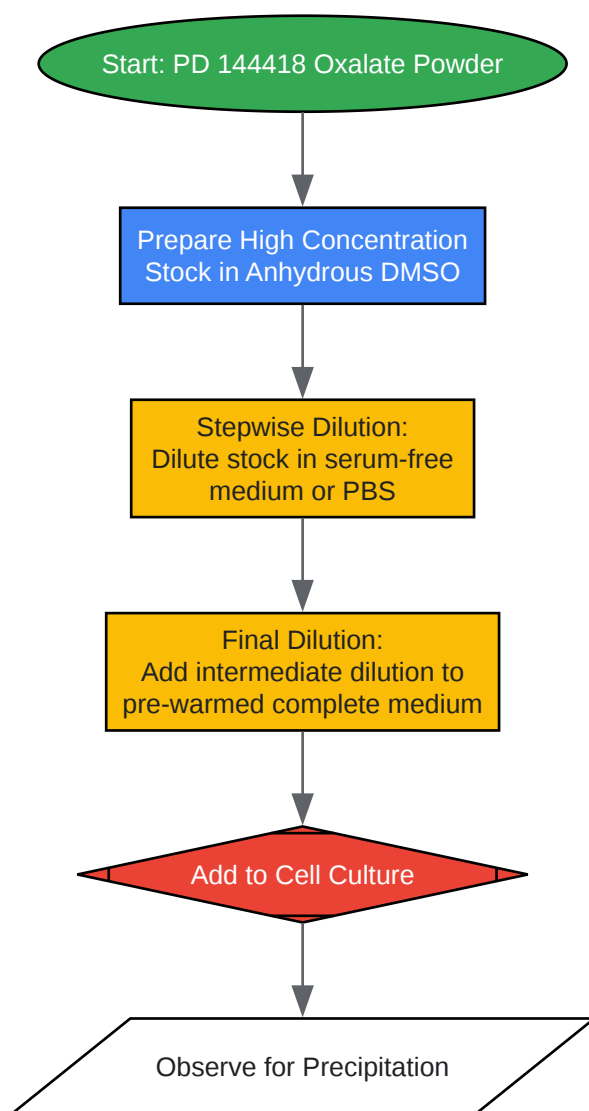 Start: PD 144418 Oxalate Powder
Prepare High Concentration
Stock in Anhydrous DMSO
Stepwise Dilution:
Dilute stock in serum-free
medium or PBS
Final Dilution:
Add intermediate dilution to
pre-warmed complete medium
Add to Cell Culture
Observe for Precipitation